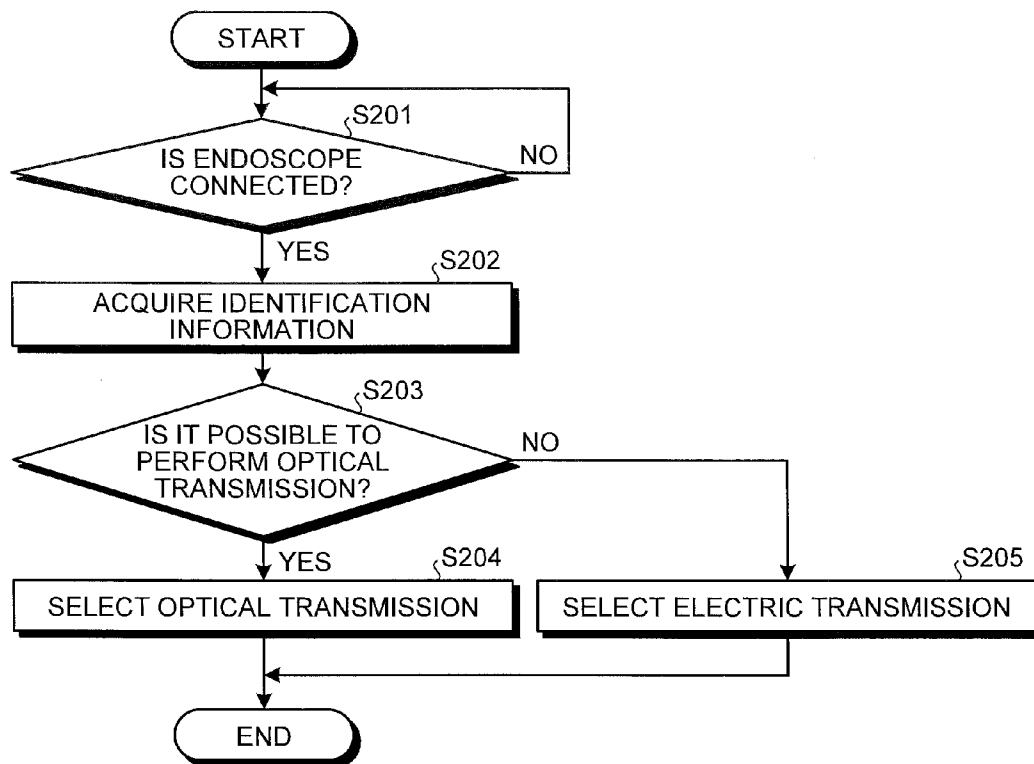 START
S201
IS ENDOSCOPE
CONNECTED?
NO
YES
S202
ACQUIRE IDENTIFICATION
INFORMATION
S203
IS IT POSSIBLE TO
PERFORM OPTICAL
TRANSMISSION?
NO
YES
S204
SELECT OPTICAL TRANSMISSION
S205
SELECT ELECTRIC TRANSMISSION
END